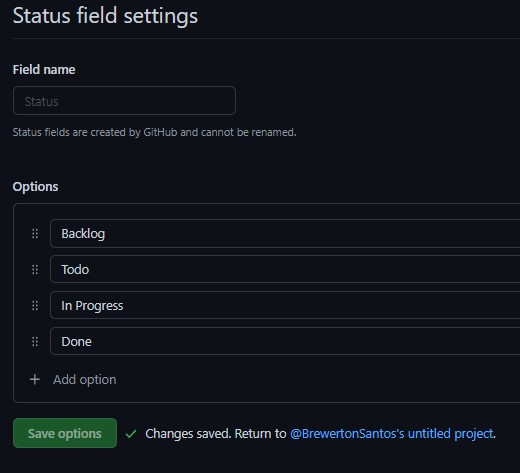 Status field settings
Field name
Status
Status fields are created by GitHub and cannot be renamed.
Options
Backlog
Todo
In Progress
Done
Add option
Save options
Changes saved. Return to @BrewertonSantos's untitled project.